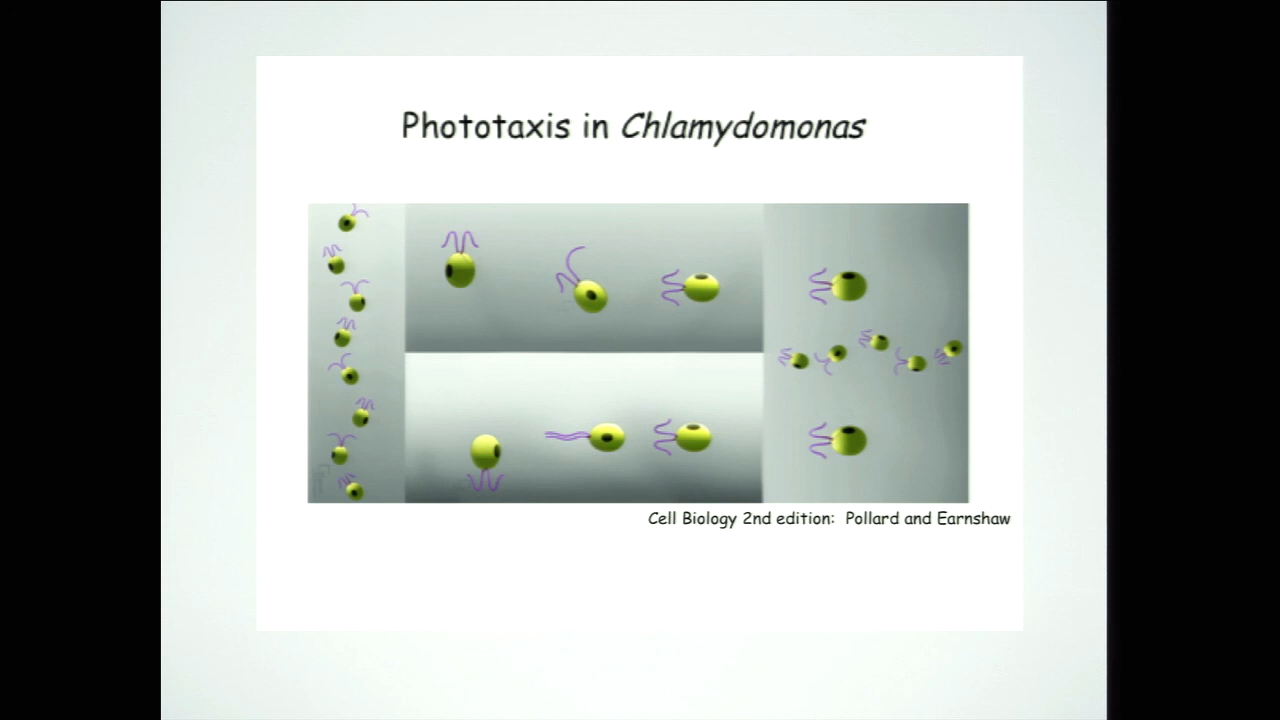 Phototaxis in Chlamydomonas
Cell Biology 2nd edition: Pollard and Earnshaw